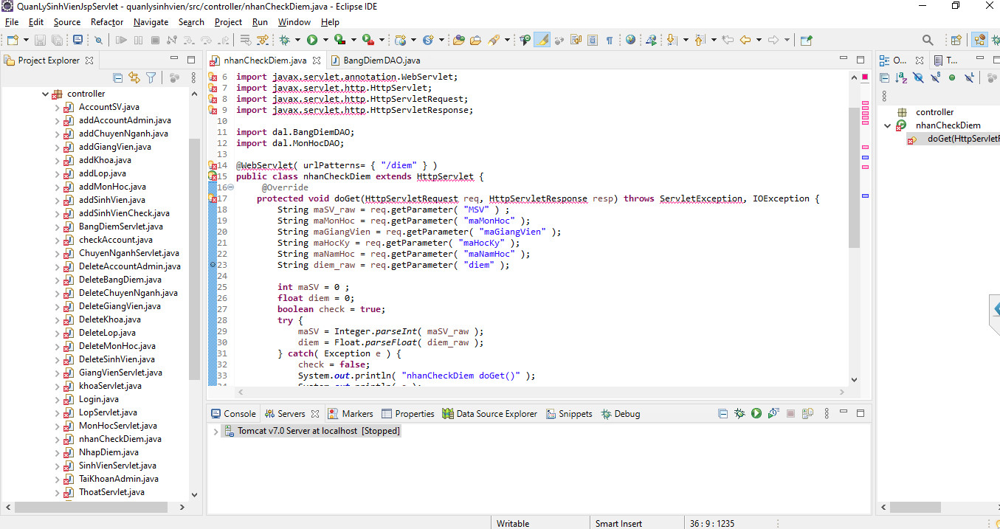 QuanLySinhVienJspServlet - quanlysinhvien/src/controller/nhanCheckDiem.java - Eclipse IDE
File Edit Source Refactor Navigate Search Project Run Window Help
Project Explorer
controller
AccountSV.java
addAccountAdmin.java
addChuyenNganh.java
addGiangVien.java
addKhoa.java
addLop.java
addMonHoc.java
addSinhVien.java
addSinhVienCheck.java
BangDiemServlet.java
checkAccount.java
ChuyenNganhServlet.java
DeleteAccountAdmin.java
DeleteBangDiem.java
DeleteChuyenNganh.java
DeleteGiangVien.java
DeleteKhoa.java
DeleteLop.java
DeleteMonHoc.java
DeleteSinhVien.java
GiangVienServlet.java
khoaServlet.java
Login.java
LopServlet.java
MonHocServlet.java
nhanCheckDiem.java
NhapDiem.java
SinhVienServlet.java
TaiKhoanAdmin.java
ThoatServlet.java
nhanCheckDiem.java BangDiemDAO.java
6 import javax.servlet.annotation.WebServlet;
7 import javax.servlet.http.HttpServlet;
8 import javax.servlet.http.HttpServletRequest;
9 import javax.servlet.http.HttpServletResponse;
10
11 import dal.BangDiemDAO;
12 import dal.MonHocDAO;
13
14 @WebServlet( urlPatterns= { "/diem" } )
15 public class nhanCheckDiem extends HttpServlet {
16 @Override
17 protected void doGet(HttpServletRequest req, HttpServletResponse resp) throws ServletException, IOException {
18 String maSV_raw = req.getParameter( "MSV" ) ;
19 String maMonHoc = req.getParameter( "maMonHoc" );
20 String maGiangVien = req.getParameter( "maGiangVien" );
21 String maHocKy = req.getParameter( "maHocKy" );
22 String maNamHoc = req.getParameter( "maNamHoc" );
23 String diem_raw = req.getParameter( "diem" );
24
25 int maSV = 0 ;
26 float diem = 0;
27 boolean check = true;
28 try {
29 maSV = Integer.parseInt( maSV_raw );
30 diem = Float.parseFloat( diem_raw );
31 } catch( Exception e ) {
32 check = false;
33 System.out.println( "nhanCheckDiem doGet()" );
34 System.out.println( e );
Console Servers Markers Properties Data Source Explorer Snippets Debug
Tomcat v7.0 Server at localhost [Stopped]
O... T...
controller
nhanCheckDiem
doGet(HttpServletR
Writable Smart Insert 36 : 9 : 1235